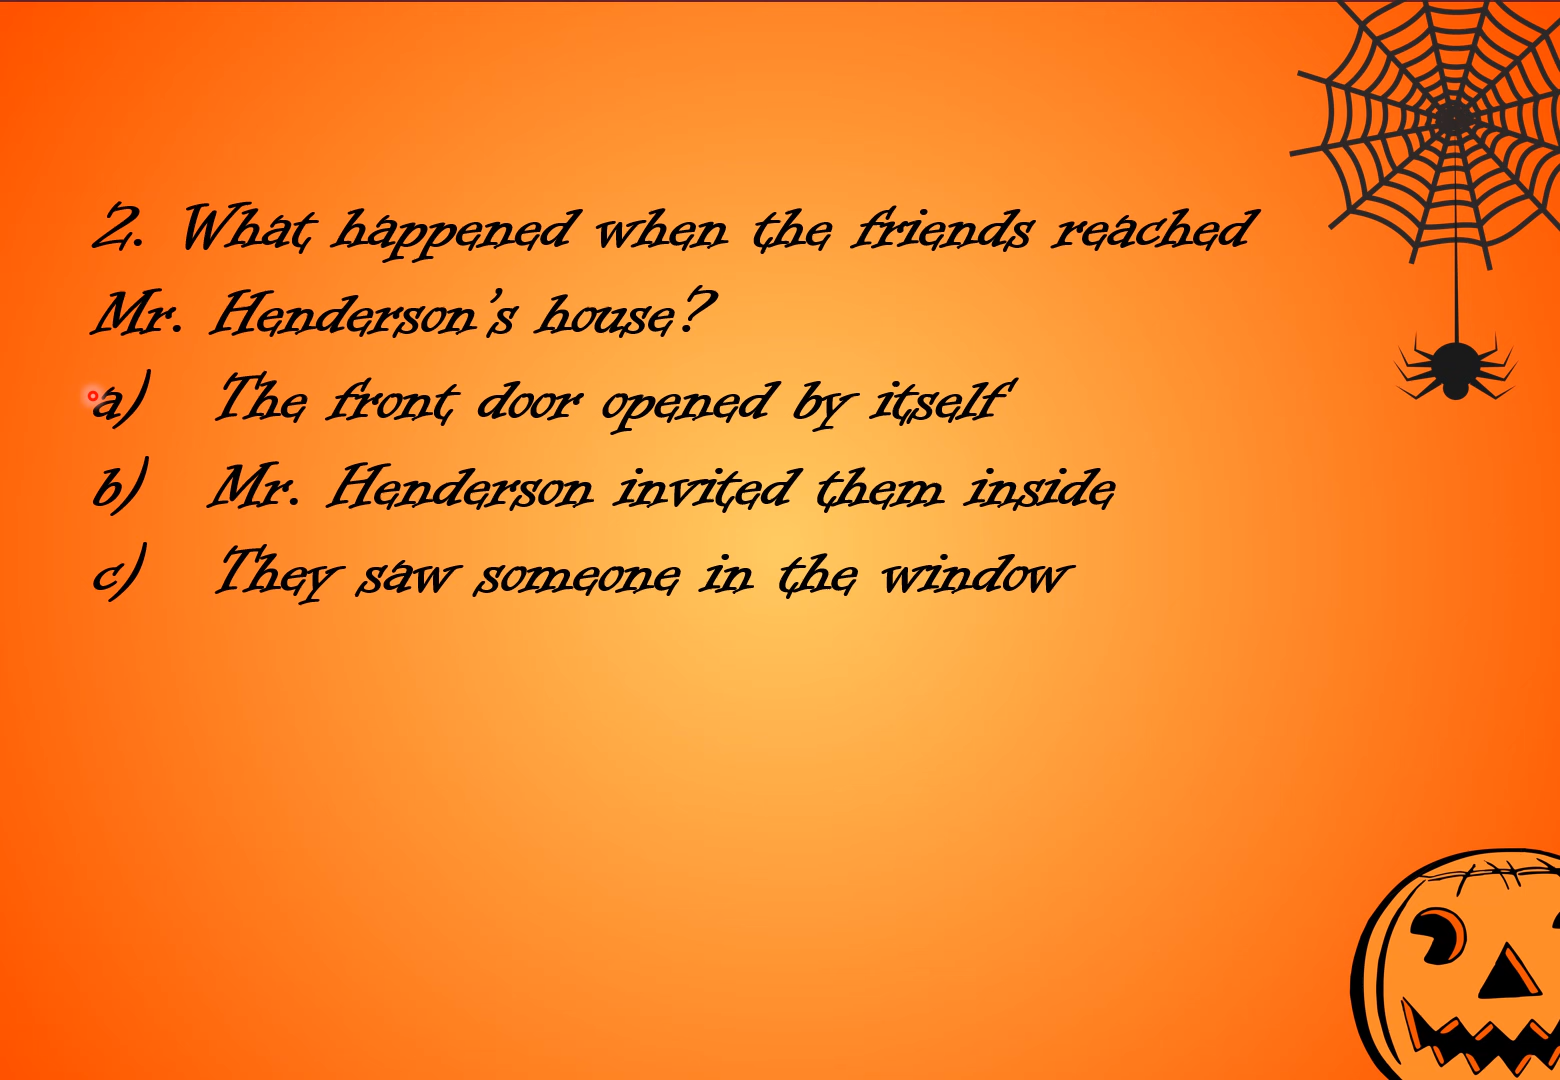 2. What happened when the friends reached
Mr. Henderson's house?
a) The front door opened by itself
b) Mr. Henderson invited them inside
c) They saw someone in the window